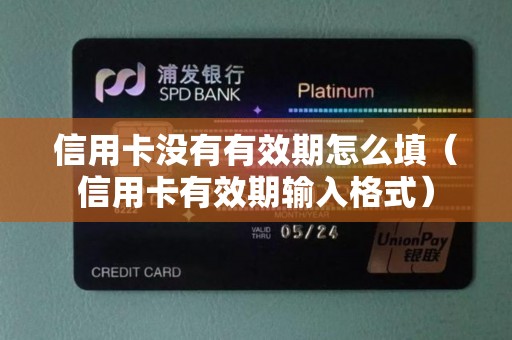 浦发银行
SPD BANK
Platinum
信用卡没有有效期怎么填（
信用卡有效期输入格式）
MONTH/YEAR
VALID
THRU
05/24
UnionPay
银联
CREDIT CARD